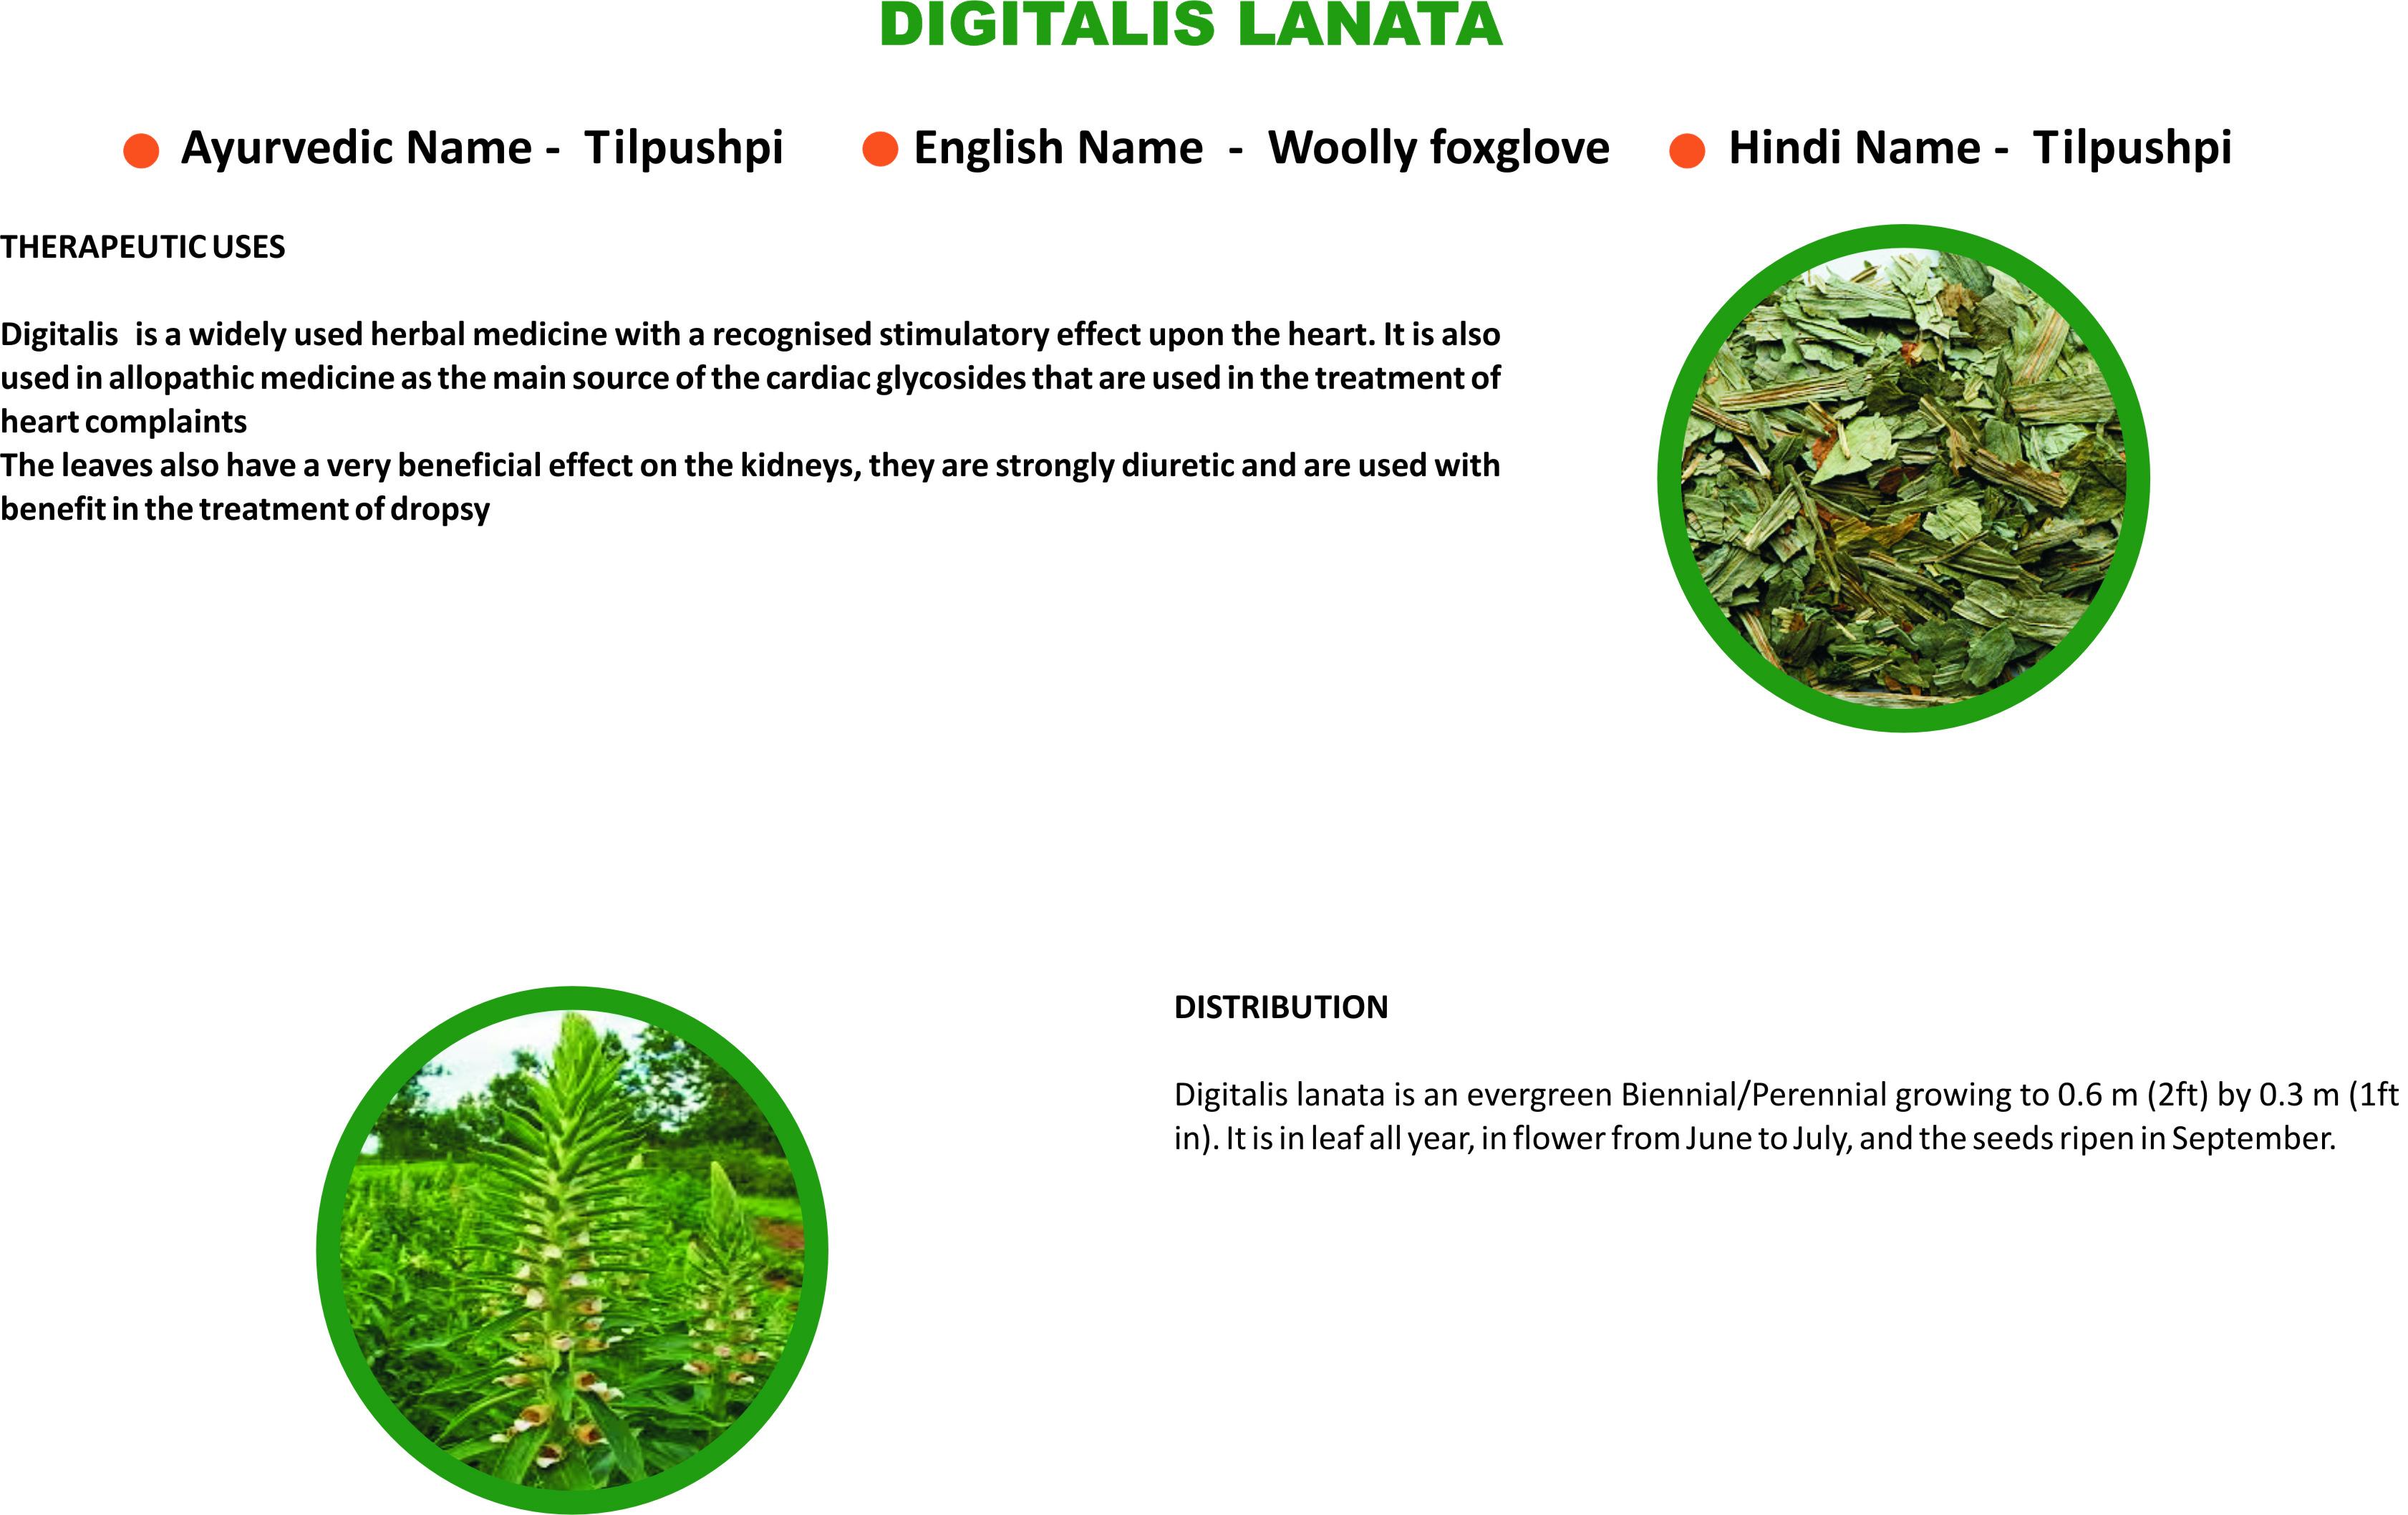 DIGITALIS LANATA
Ayurvedic Name - Tilpushpi
English Name - Woolly foxglove
Hindi Name - Tilpushpi
THERAPEUTIC USES
Digitalis is a widely used herbal medicine with a recognised stimulatory effect upon the heart. It is also
used in allopathic medicine as the main source of the cardiac glycosides that are used in the treatment of
heart complaints
The leaves also have a very beneficial effect on the kidneys, they are strongly diuretic and are used with
benefit in the treatment of dropsy
DISTRIBUTION
Digitalis lanata is an evergreen Biennial/Perennial growing to 0.6 m (2ft) by 0.3 m (1ft
in). It is in leaf all year, in flower from June to July, and the seeds ripen in September.